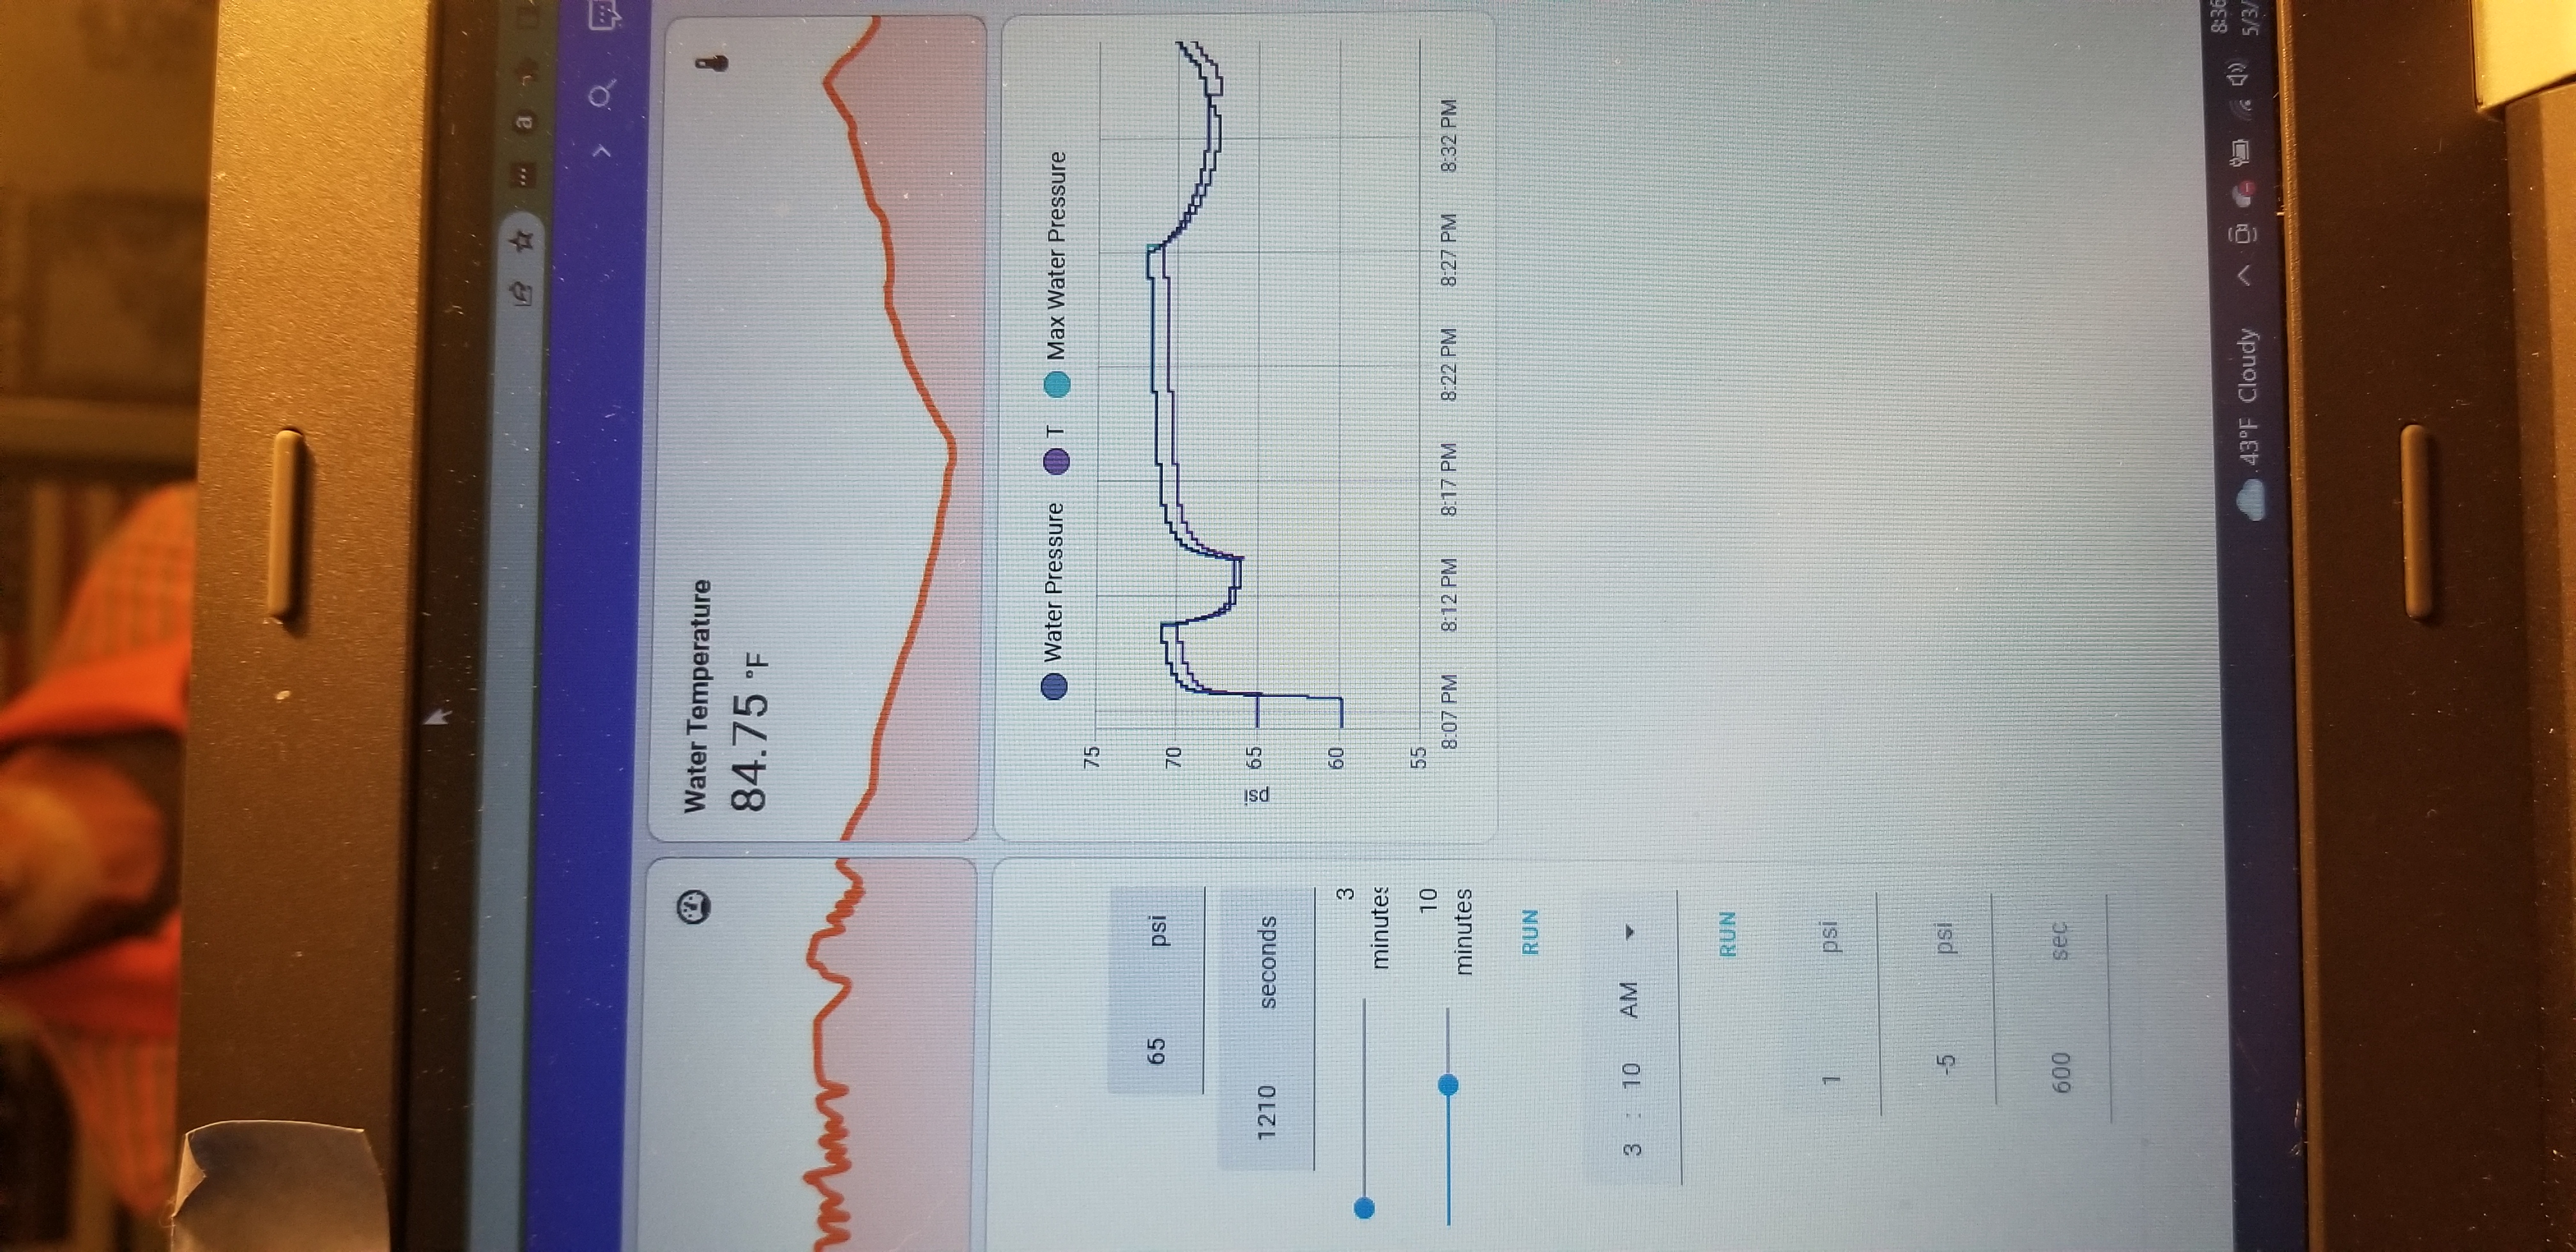 a
Water Temperature
84.75 °F
65 psi
1210 seconds
3
minutes
10
minutes
RUN
3 : 10 AM
RUN
1 psi
-5 psi
600 sec
Water Pressure T Max Water Pressure
75
70
65
60
55
psi
8:07 PM 8:12 PM 8:17 PM 8:22 PM 8:27 PM 8:32 PM
43°F Cloudy
8:36
5/3/